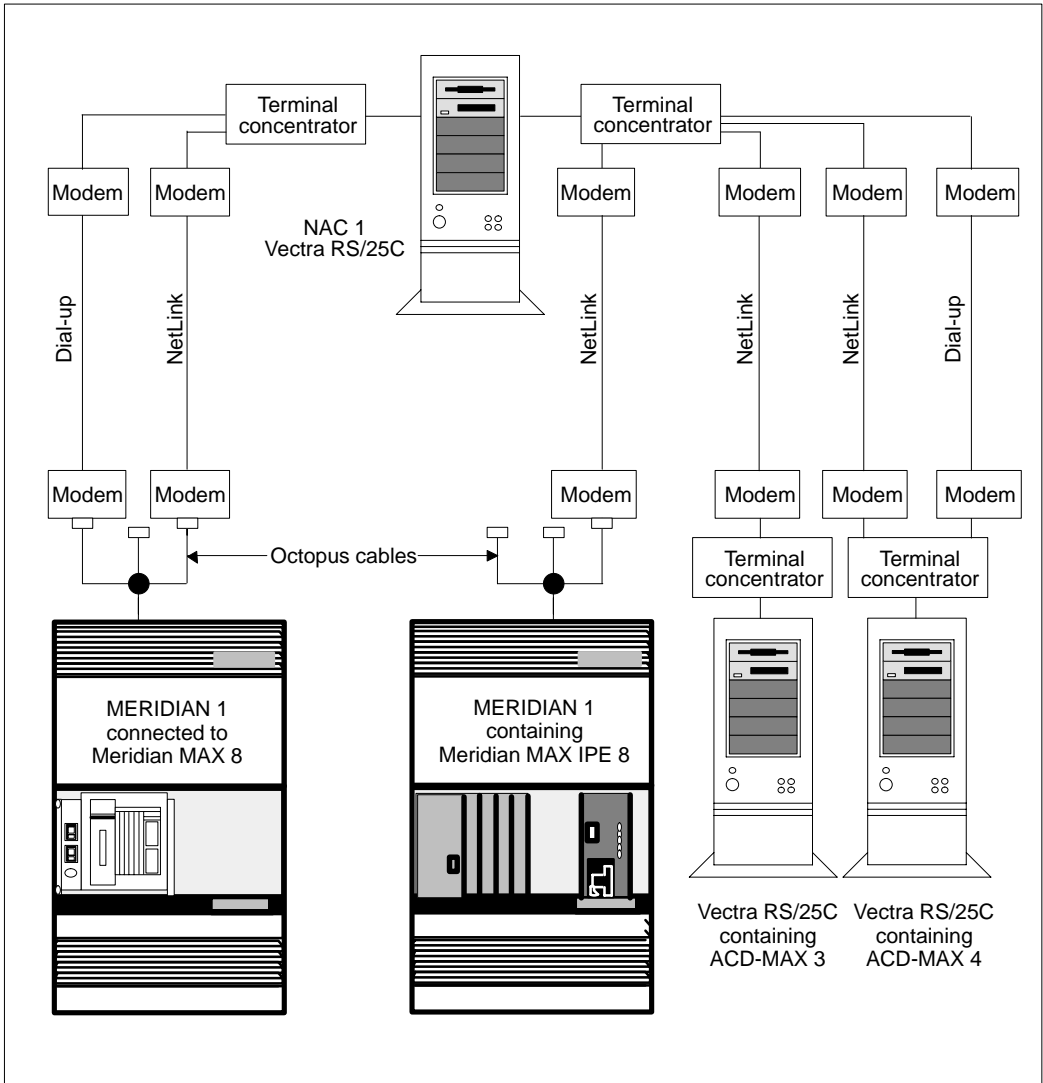 Terminal
concentrator
Terminal
concentrator
Modem
Modem
Modem
Modem
Modem
Modem
NAC 1
Vectra RS/25C
Dial-up
NetLink
NetLink
NetLink
NetLink
Dial-up
Modem
Modem
Modem
Modem
Modem
Modem
Octopus cables
Terminal
concentrator
Terminal
concentrator
MERIDIAN 1
connected to
Meridian MAX 8
MERIDIAN 1
containing
Meridian MAX IPE 8
Vectra RS/25C
containing
ACD-MAX 3
Vectra RS/25C
containing
ACD-MAX 4